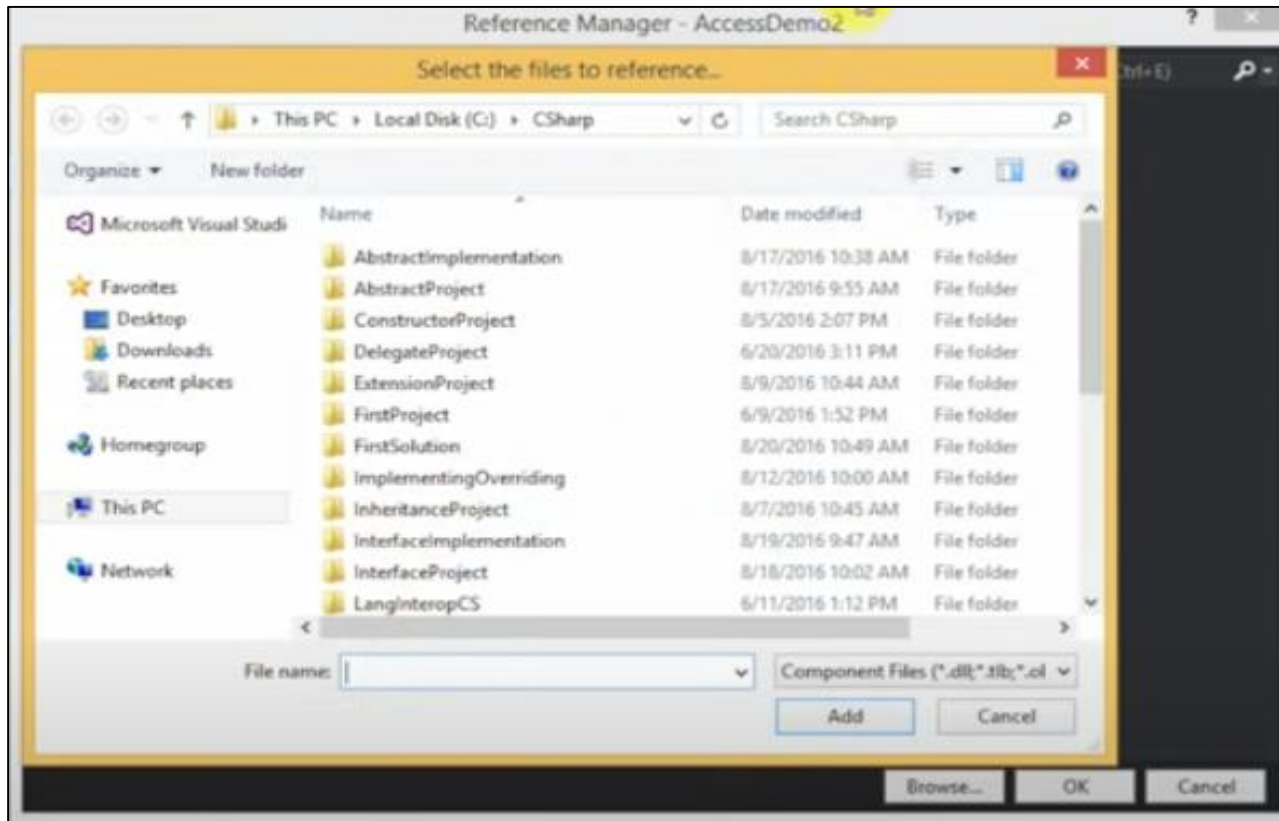 Reference Manager - AccessDemo2
?
Select the files to reference...
This PC Local Disk (C:) CSharp
Search CSharp
Organize
New folder
Microsoft Visual Studi
Favorites
Desktop
Downloads
Recent places
Homegroup
This PC
Network
Name Date modified Type
AbstractImplementation 8/17/2016 10:38 AM File folder
AbstractProject 8/17/2016 9:55 AM File folder
ConstructorProject 8/5/2016 2:07 PM File folder
DelegateProject 6/20/2016 3:11 PM File folder
ExtensionProject 8/9/2016 10:44 AM File folder
FirstProject 6/9/2016 1:52 PM File folder
FirstSolution 8/20/2016 10:49 AM File folder
ImplementingOverriding 8/12/2016 10:00 AM File folder
InheritanceProject 8/7/2016 10:45 AM File folder
InterfaceImplementation 8/19/2016 9:47 AM File folder
InterfaceProject 8/18/2016 10:02 AM File folder
LangInteropCS 6/11/2016 1:12 PM File folder
File name:
Component Files (*.dll;*.tlb;*.ol
Add
Cancel
Browse...
OK
Cancel